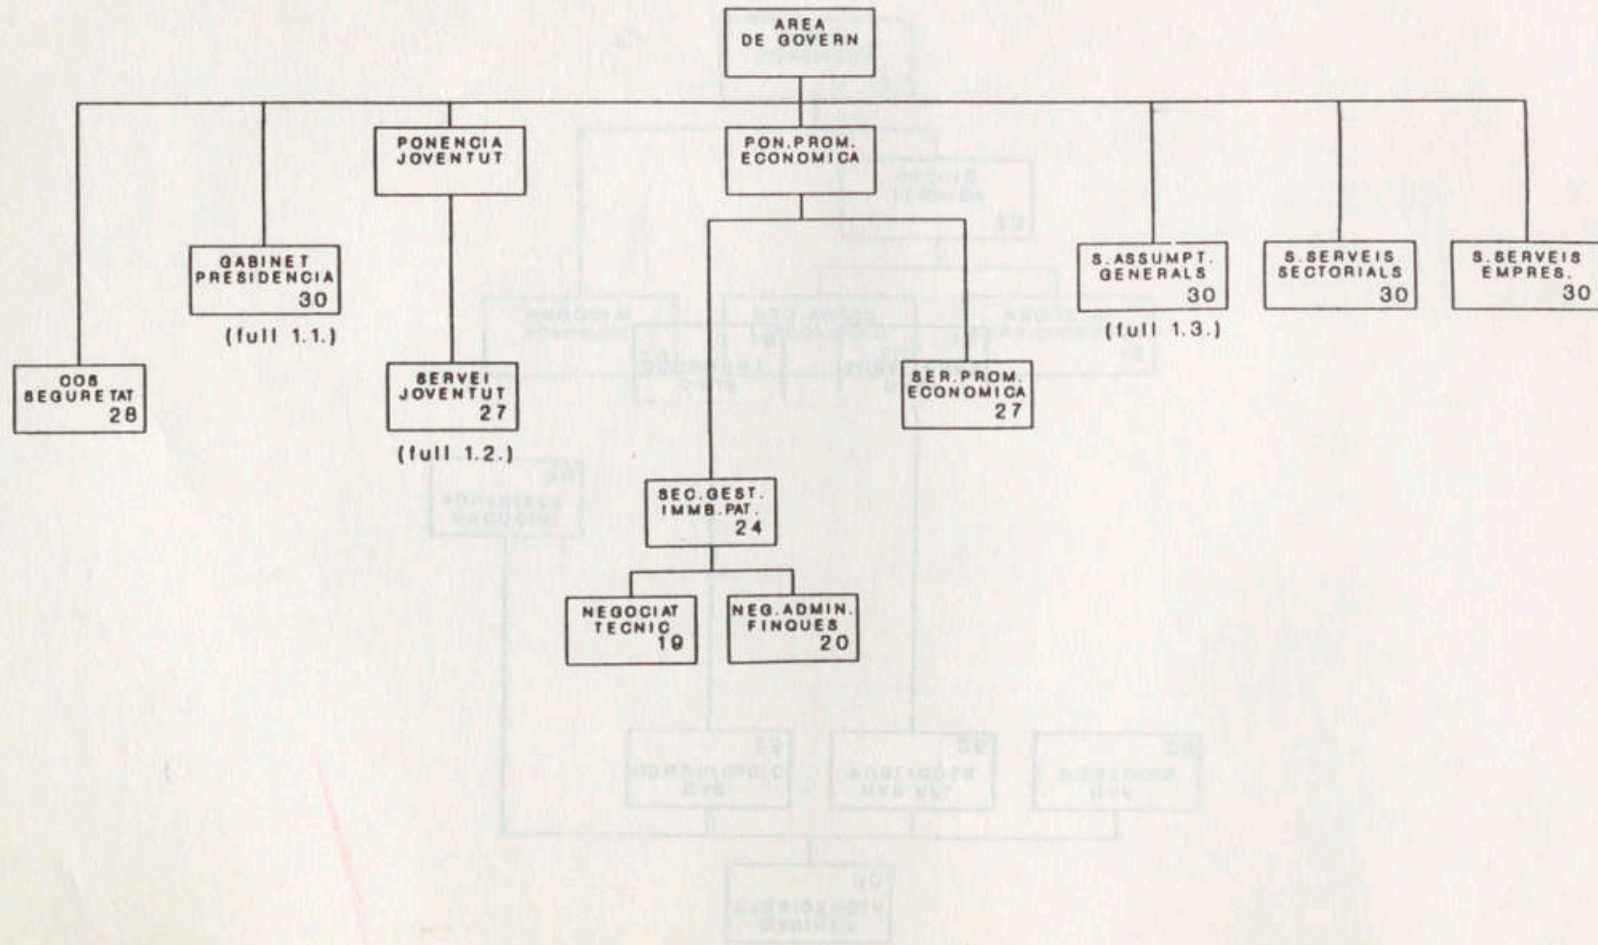 AREA
DE GOVERN
PONENCIA
JOVENTUT
PON.PROM.
ECONOMICA
GABINET
PRESIDENCIA
30
(full 1.1.)
S.ASSUMPT.
GENERALS
30
(full 1.3.)
S.SERVEIS
SECTORIALS
30
S.SERVEIS
EMPRES.
30
COS
SEGURETAT
28
SERVEI
JOVENTUT
27
(full 1.2.)
SER.PROM.
ECONOMICA
27
SEC.GEST.
IMMB.PAT.
24
NEGOCIAT
TECNIC
19
NEG.ADMIN.
FINQUES
20